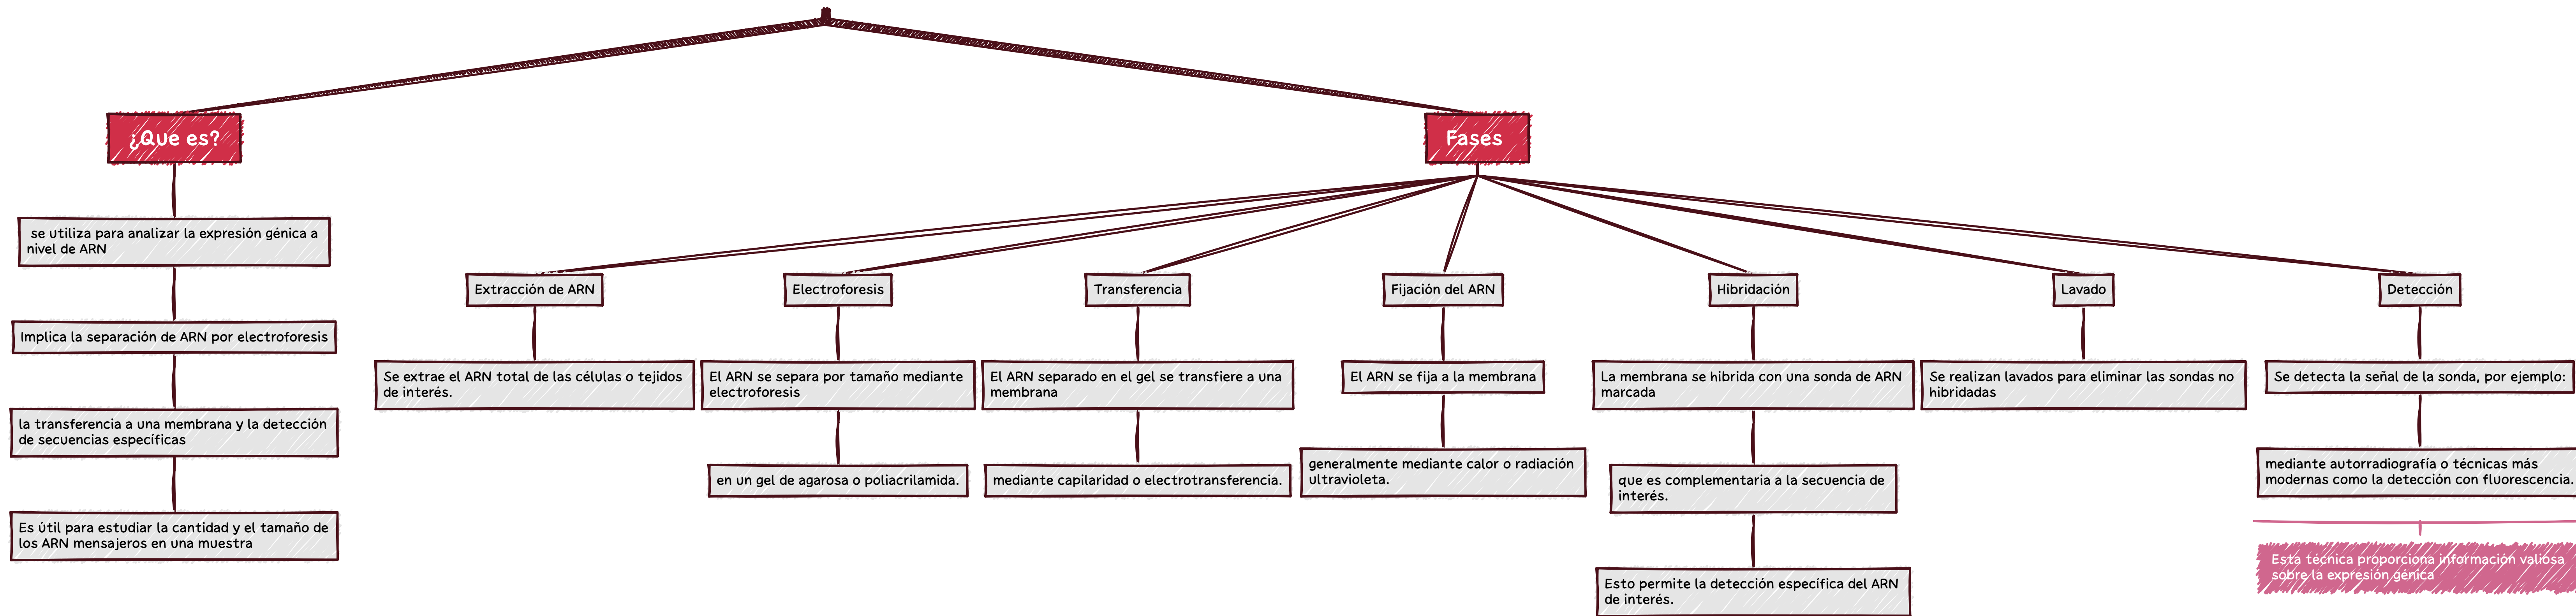 ¿Que es?
se utiliza para analizar la expresión génica a
nivel de ARN
Implica la separación de ARN por electroforesis
la transferencia a una membrana y la detección
de secuencias específicas
Es útil para estudiar la cantidad y el tamaño de
los ARN mensajeros en una muestra
Fases
Extracción de ARN
Se extrae el ARN total de las células o tejidos
de interés.
Electroforesis
El ARN se separa por tamaño mediante
electroforesis
en un gel de agarosa o poliacrilamida.
Transferencia
El ARN separado en el gel se transfiere a una
membrana
mediante capilaridad o electrotransferencia.
Fijación del ARN
El ARN se fija a la membrana
generalmente mediante calor o radiación
ultravioleta.
Hibridación
La membrana se hibrida con una sonda de ARN
marcada
que es complementaria a la secuencia de
interés.
Esto permite la detección específica del ARN
de interés.
Lavado
Se realizan lavados para eliminar las sondas no
hibridadas
Detección
Se detecta la señal de la sonda, por ejemplo:
mediante autorradiografía o técnicas más
modernas como la detección con fluorescencia.
Esta técnica proporciona información valiosa
sobre la expresión génica